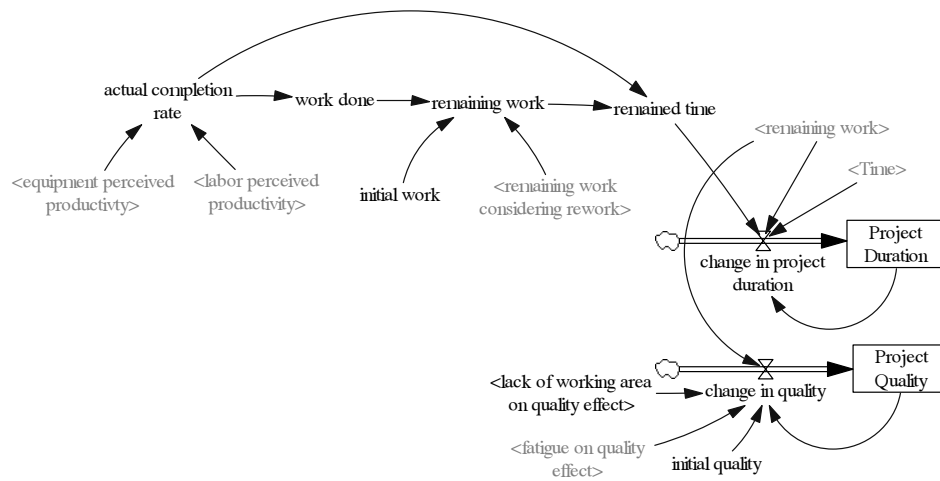 actual completion
rate
work done
remaining work
remained time
<remaining work>
<equipment perceived
productivty>
<labor perceived
productivity>
initial work
<remaining work
considering rework>
<Time>
Project
Duration
change in project
duration
Project
Quality
<lack of working area
on quality effect>
change in quality
<fatigue on quality
effect>
initial quality